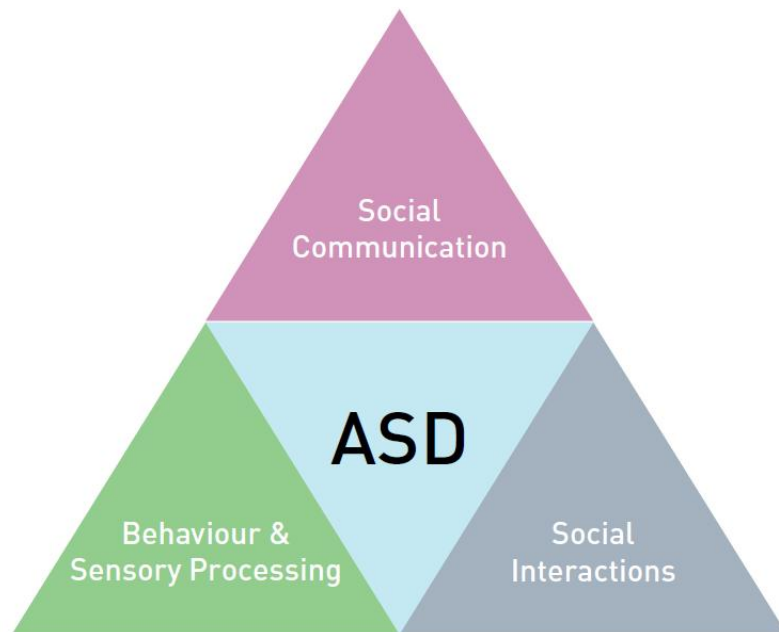 Social
Communication
ASD
Behaviour &
Sensory Processing
Social
Interactions